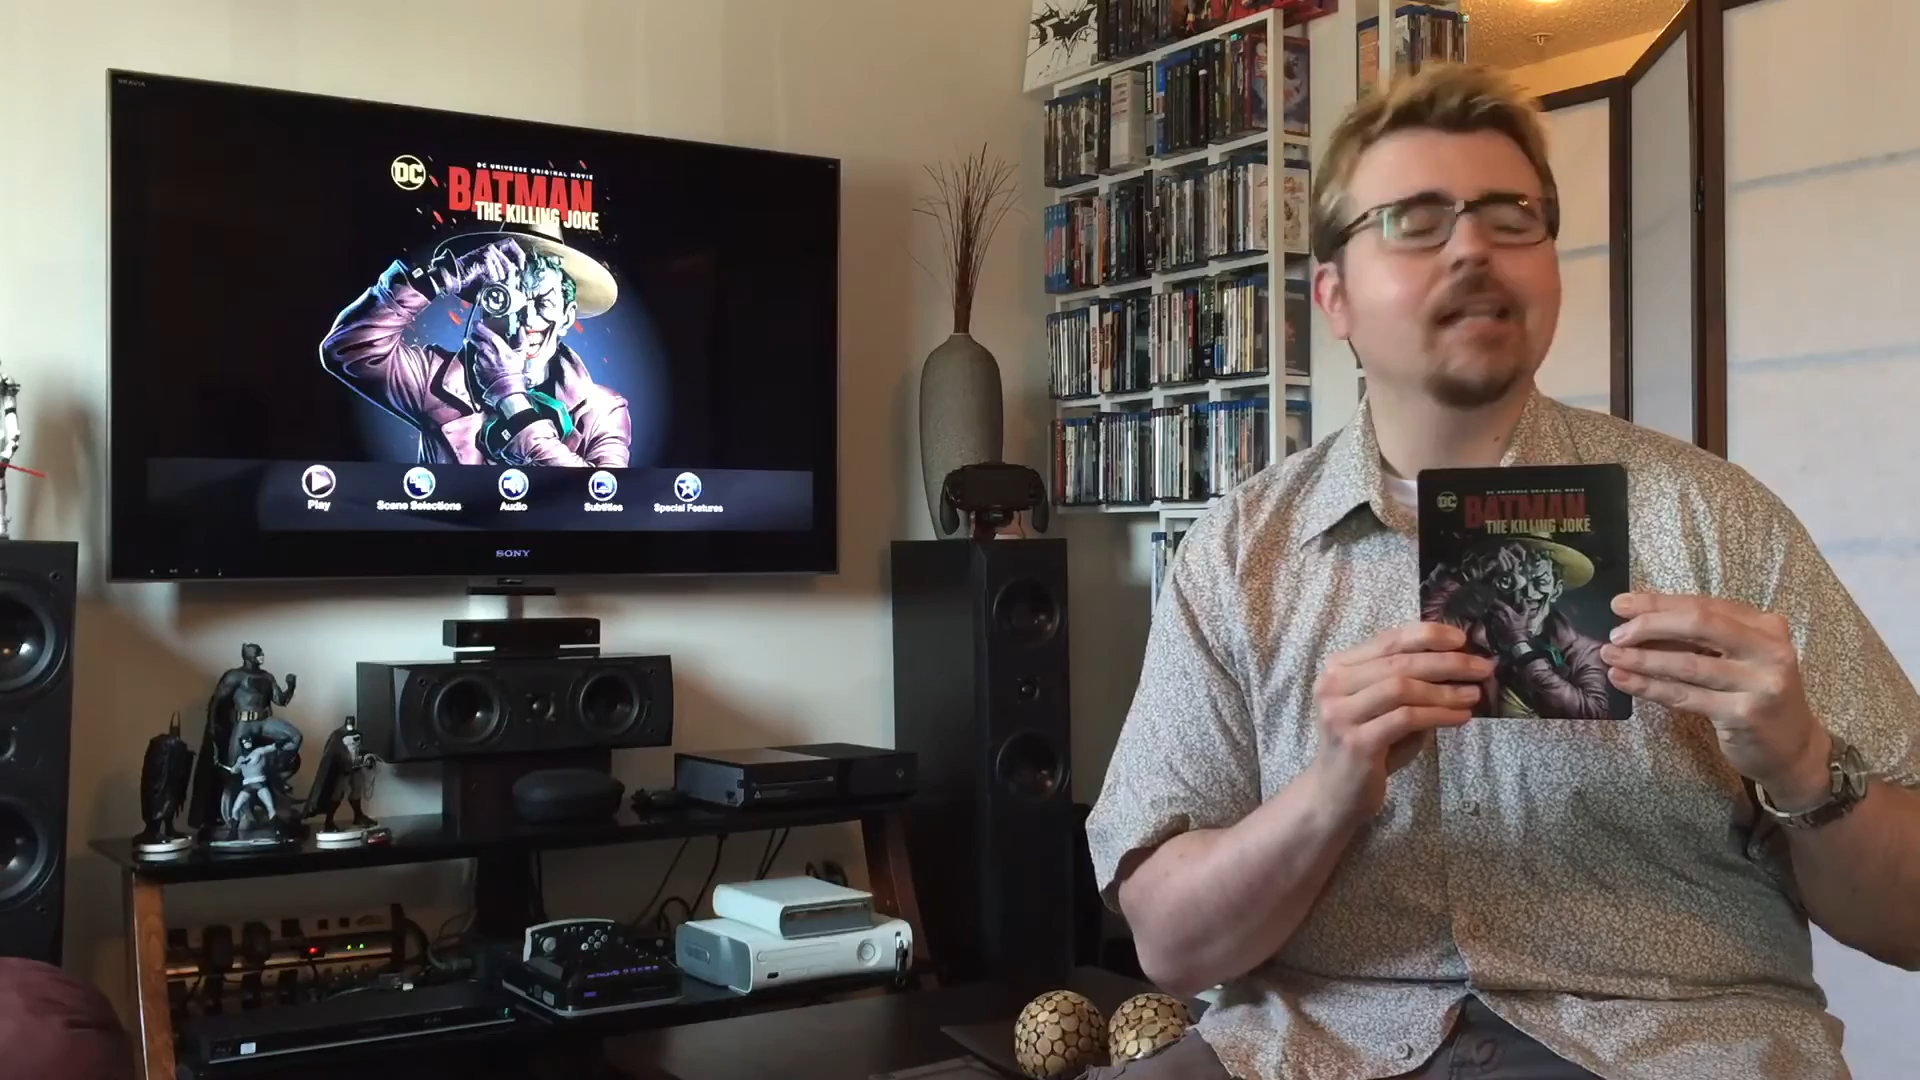 BRAVIA
DC
DC UNIVERSE ORIGINAL MOVIE
BATMAN
THE KILLING JOKE
Play
Scene Selections
Audio
Subtitles
Special Features
SONY
DC
DC UNIVERSE ORIGINAL MOVIE
BATMAN
THE KILLING JOKE